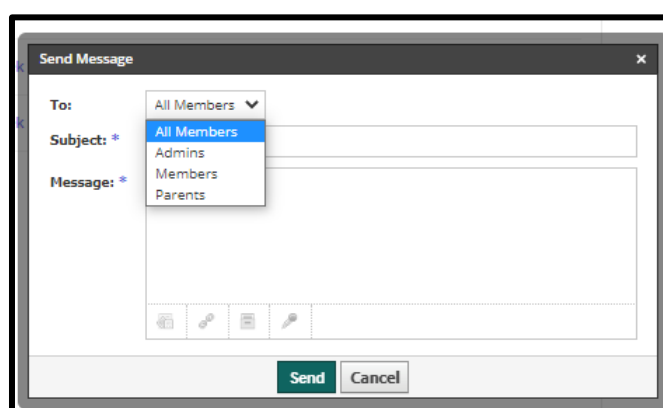 Send Message ×
To: All Members
Subject: *
All Members
Admins
Message: *
Members
Parents
Send Cancel